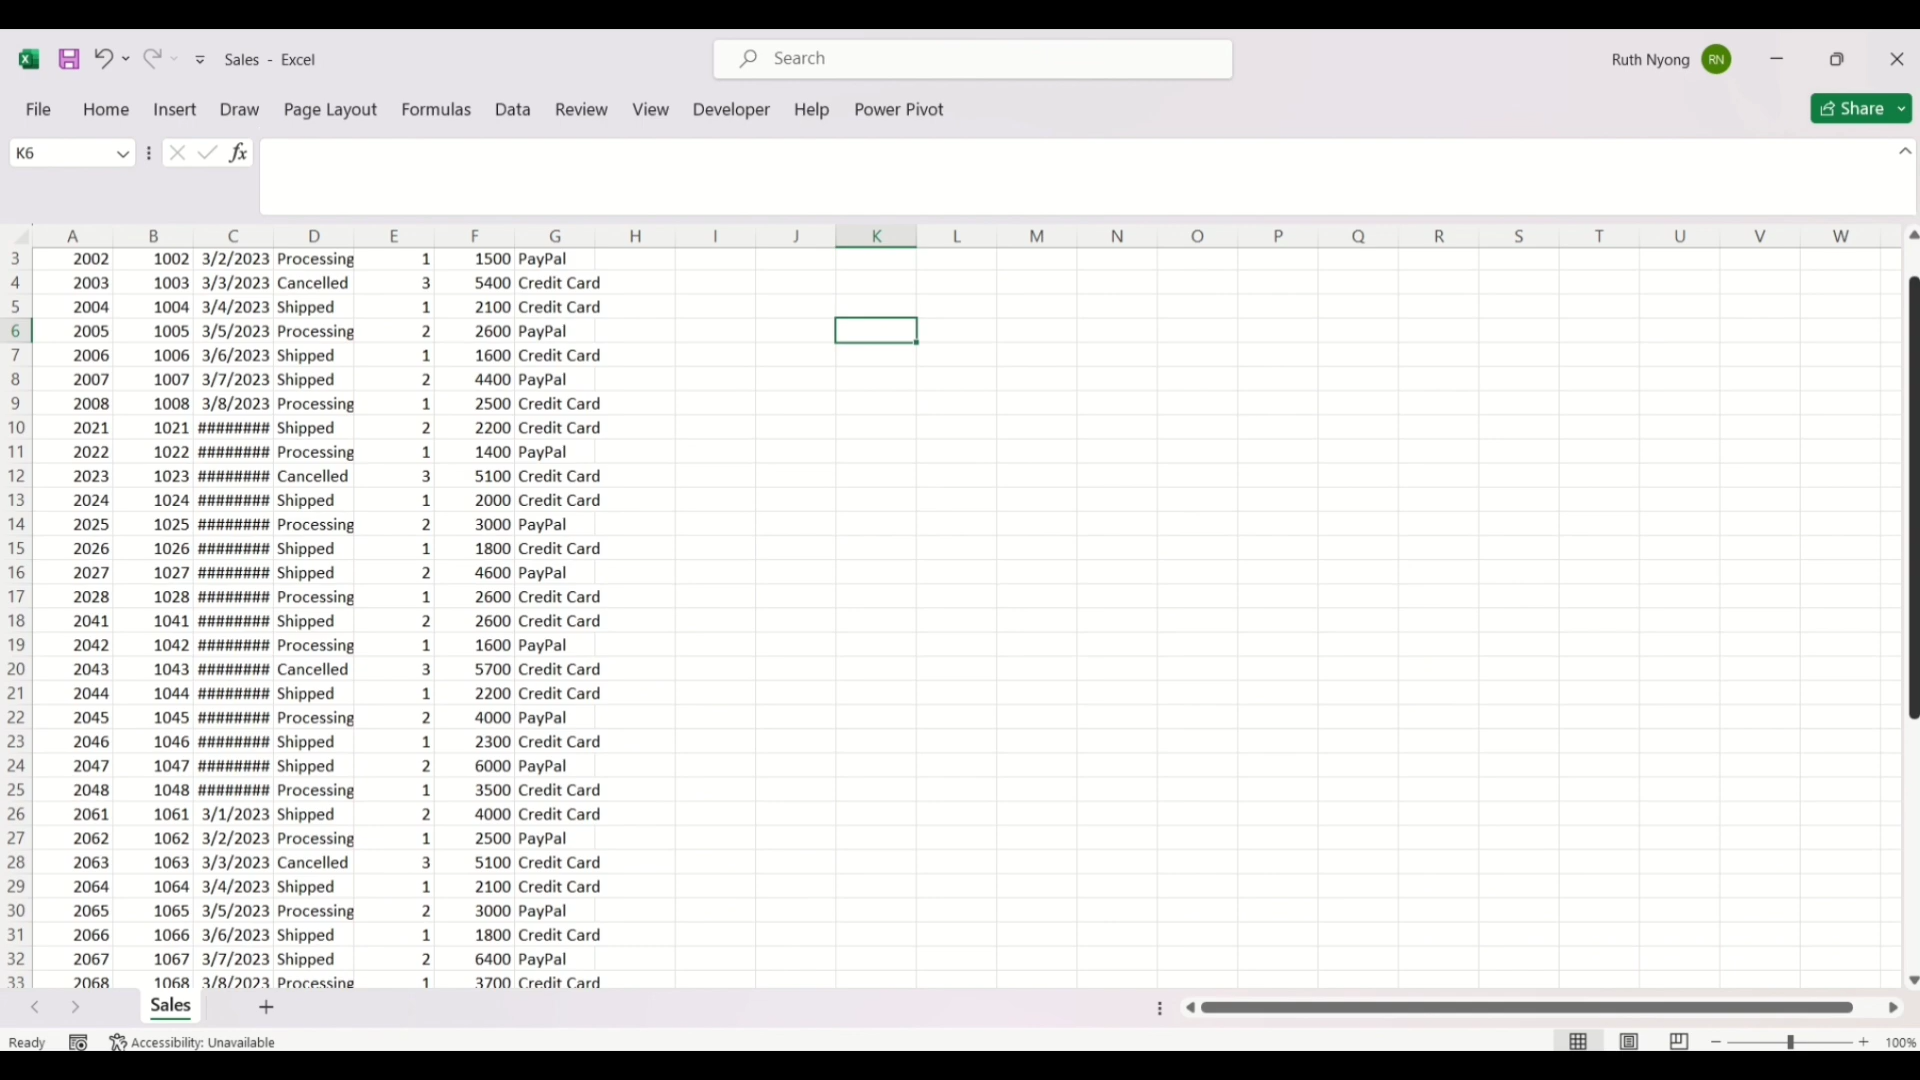 Sales - Excel
Search
Ruth Nyong RN
File Home Insert Draw Page Layout Formulas Data Review View Developer Help Power Pivot
Share
K6 fx
A B C D E F G H I J K L M N O P Q R S T U V W
3 2002 1002 3/2/2023 Processing 1 1500 PayPal
4 2003 1003 3/3/2023 Cancelled 3 5400 Credit Card
5 2004 1004 3/4/2023 Shipped 1 2100 Credit Card
6 2005 1005 3/5/2023 Processing 2 2600 PayPal
7 2006 1006 3/6/2023 Shipped 1 1600 Credit Card
8 2007 1007 3/7/2023 Shipped 2 4400 PayPal
9 2008 1008 3/8/2023 Processing 1 2500 Credit Card
10 2021 1021 ######## Shipped 2 2200 Credit Card
11 2022 1022 ######## Processing 1 1400 PayPal
12 2023 1023 ######## Cancelled 3 5100 Credit Card
13 2024 1024 ######## Shipped 1 2000 Credit Card
14 2025 1025 ######## Processing 2 3000 PayPal
15 2026 1026 ######## Shipped 1 1800 Credit Card
16 2027 1027 ######## Shipped 2 4600 PayPal
17 2028 1028 ######## Processing 1 2600 Credit Card
18 2041 1041 ######## Shipped 2 2600 Credit Card
19 2042 1042 ######## Processing 1 1600 PayPal
20 2043 1043 ######## Cancelled 3 5700 Credit Card
21 2044 1044 ######## Shipped 1 2200 Credit Card
22 2045 1045 ######## Processing 2 4000 PayPal
23 2046 1046 ######## Shipped 1 2300 Credit Card
24 2047 1047 ######## Shipped 2 6000 PayPal
25 2048 1048 ######## Processing 1 3500 Credit Card
26 2061 1061 3/1/2023 Shipped 2 4000 Credit Card
27 2062 1062 3/2/2023 Processing 1 2500 PayPal
28 2063 1063 3/3/2023 Cancelled 3 5100 Credit Card
29 2064 1064 3/4/2023 Shipped 1 2100 Credit Card
30 2065 1065 3/5/2023 Processing 2 3000 PayPal
31 2066 1066 3/6/2023 Shipped 1 1800 Credit Card
32 2067 1067 3/7/2023 Shipped 2 6400 PayPal
33 2068 1068 3/8/2023 Processing 1 3700 Credit Card
Sales
Ready Accessibility: Unavailable 100%